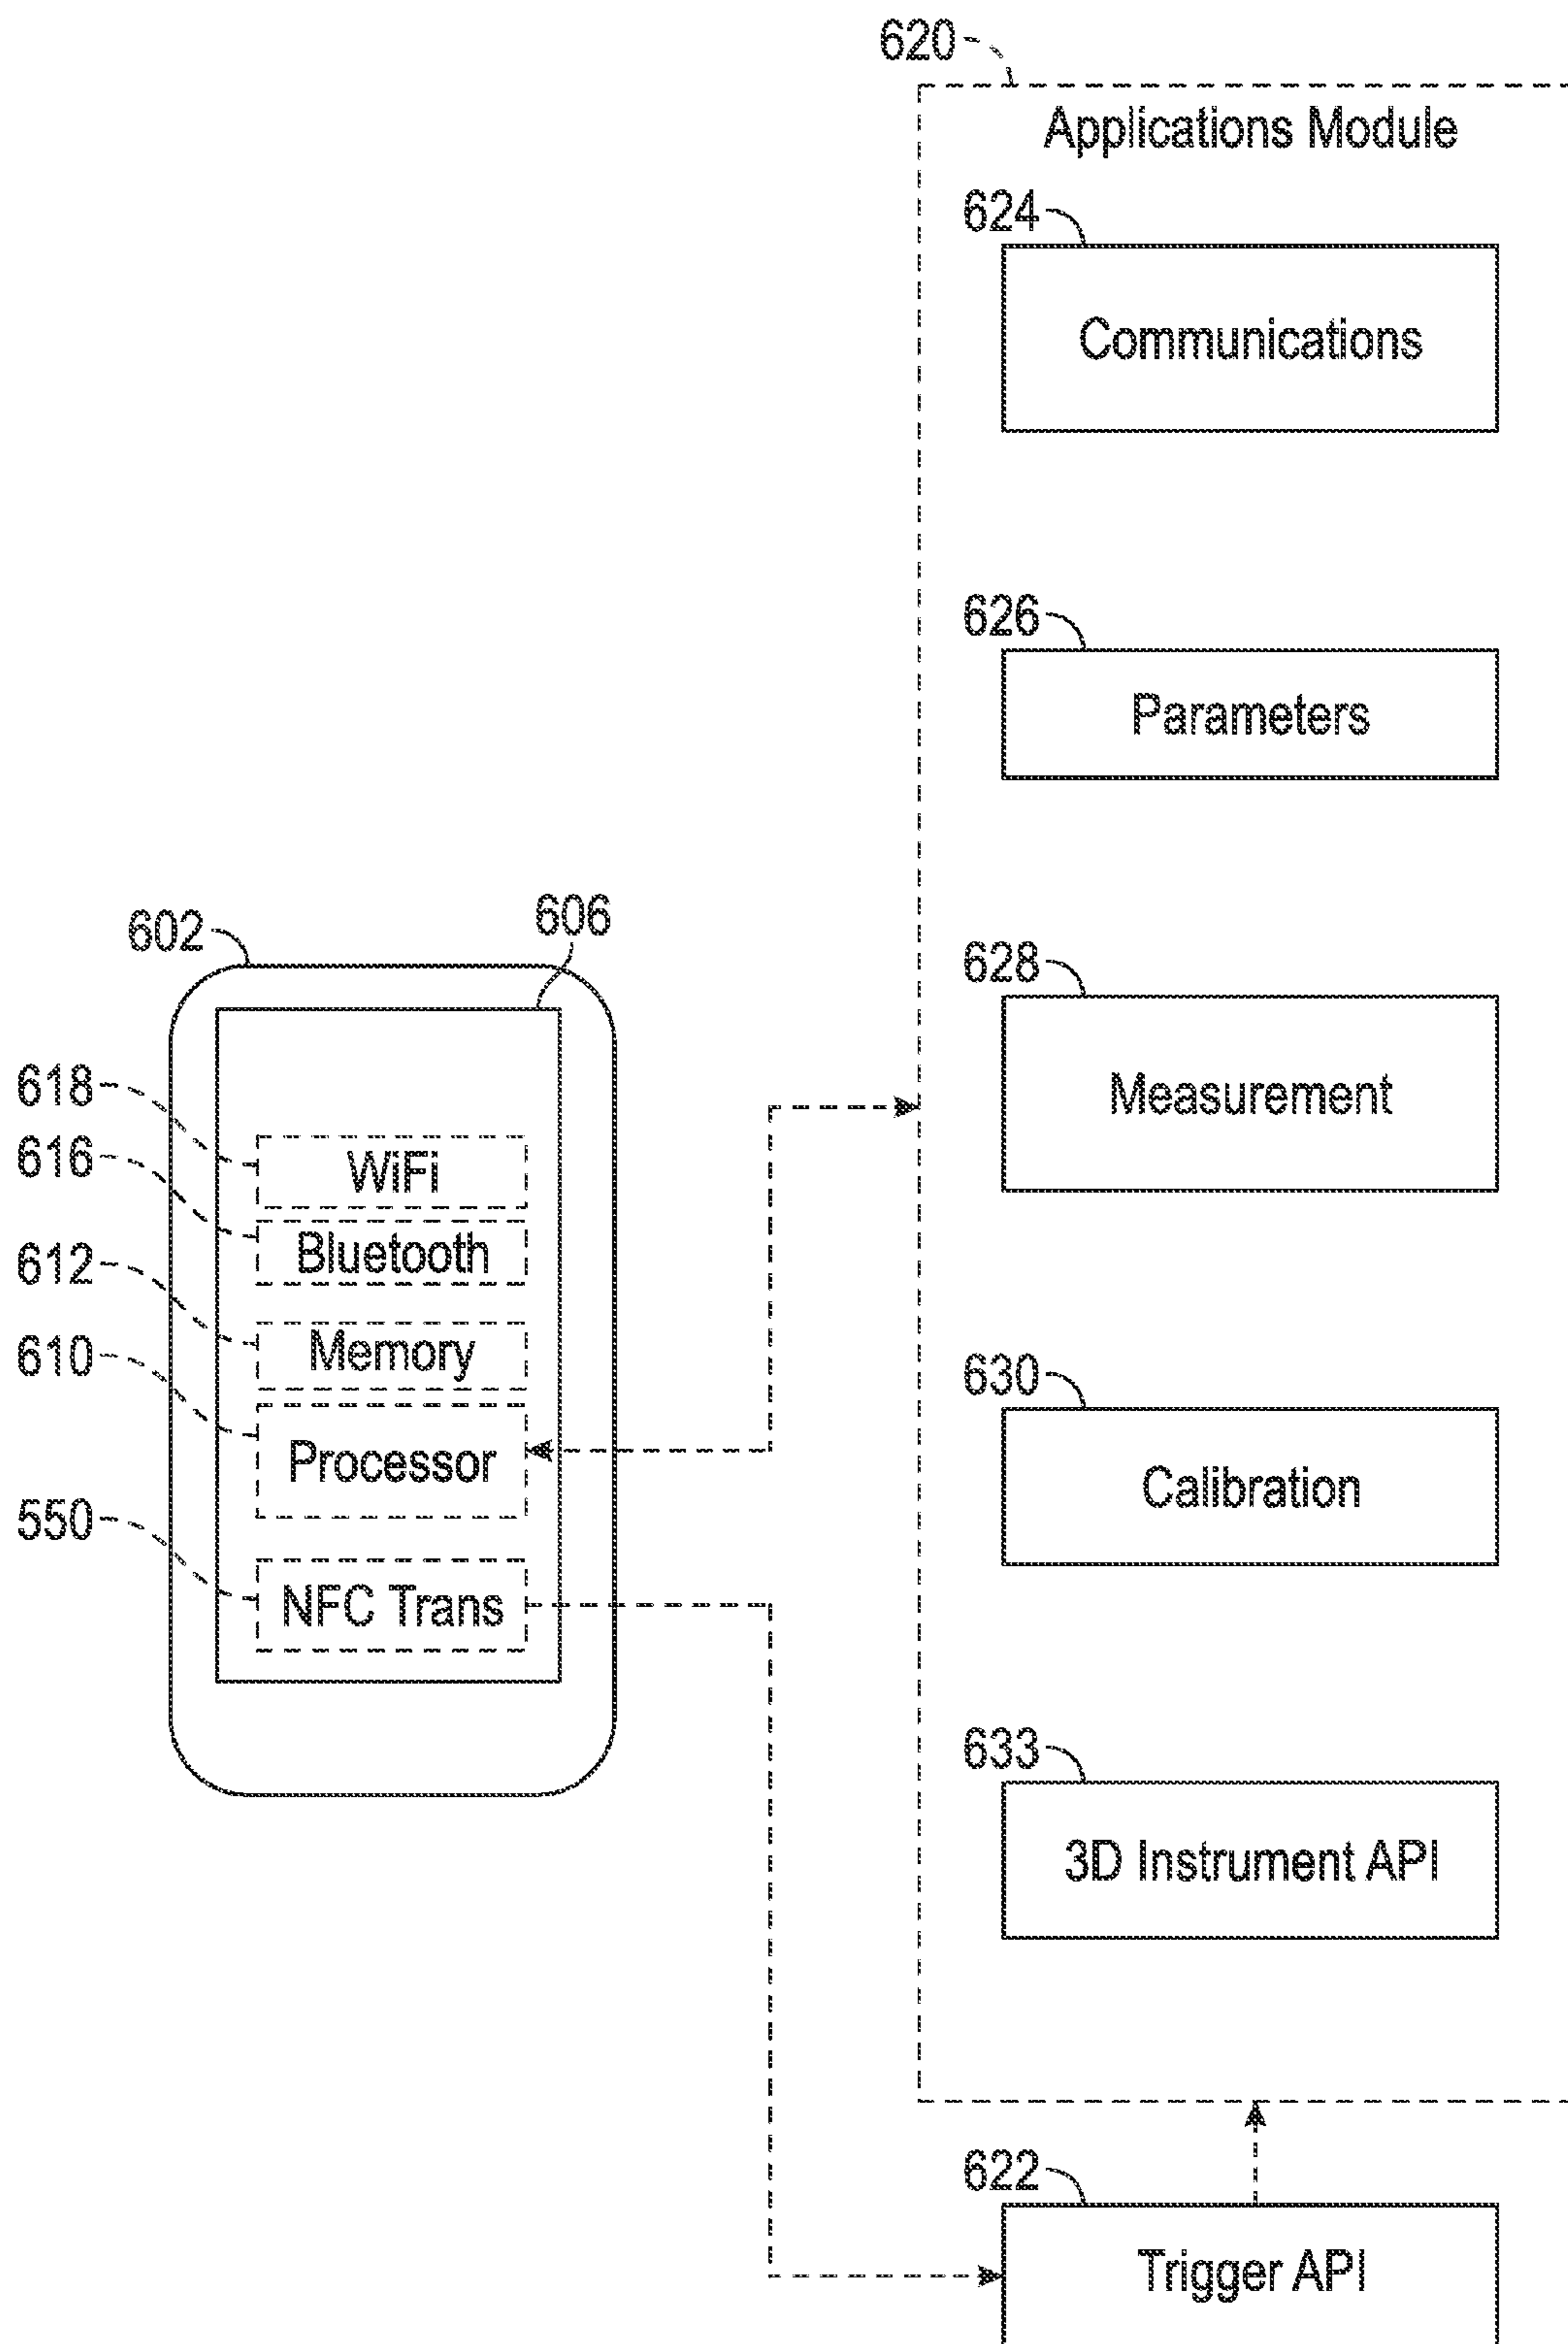 620
Applications Module
624
Communications
626
Parameters
628
Measurement
630
Calibration
633
3D Instrument API
622
Trigger API
602
606
618
WiFi
616
Bluetooth
612
Memory
610
Processor
550
NFC Trans